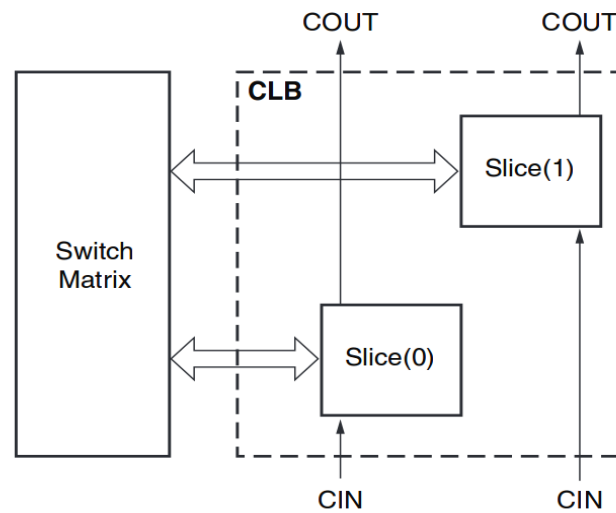 COUT
COUT
CLB
Slice(1)
Switch
Matrix
Slice(0)
CIN
CIN